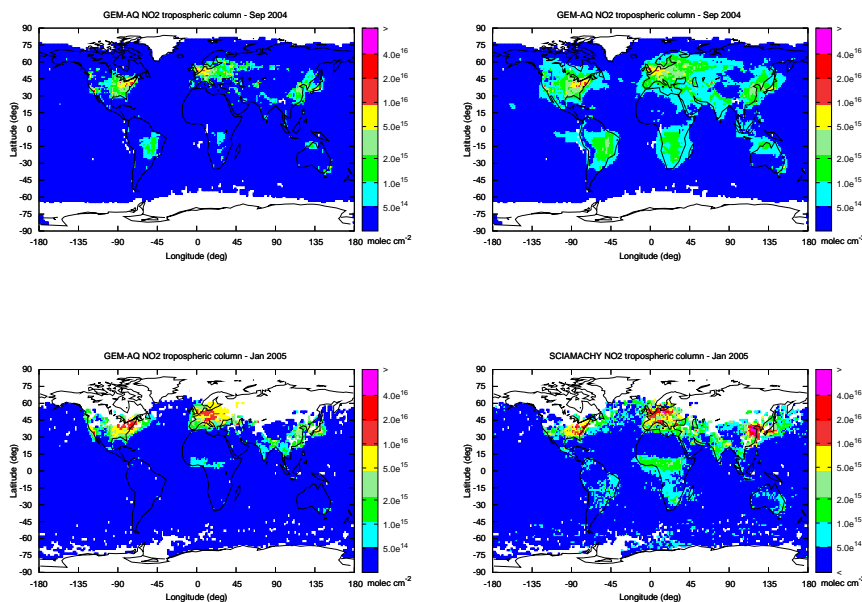 GEM-AQ NO2 tropospheric column - Sep 2004
Latitude (deg)
90
75
60
45
30
15
0
-15
-30
-45
-60
-75
-90
-180 -135 -90 -45 0 45 90 135 180
Longitude (deg)
>
4.0e16
2.0e16
1.0e16
5.0e15
2.0e15
1.0e15
5.0e14
molec cm-2
GEM-AQ NO2 tropospheric column - Sep 2004
Latitude (deg)
90
75
60
45
30
15
0
-15
-30
-45
-60
-75
-90
-180 -135 -90 -45 0 45 90 135 180
Longitude (deg)
>
4.0e16
2.0e16
1.0e16
5.0e15
2.0e15
1.0e15
5.0e14
molec cm-2
GEM-AQ NO2 tropospheric column - Jan 2005
Latitude (deg)
90
75
60
45
30
15
0
-15
-30
-45
-60
-75
-90
-180 -135 -90 -45 0 45 90 135 180
Longitude (deg)
>
4.0e16
2.0e16
1.0e16
5.0e15
2.0e15
1.0e15
5.0e14
molec cm-2
SCIAMACHY NO2 tropospheric column - Jan 2005
Latitude (deg)
90
75
60
45
30
15
0
-15
-30
-45
-60
-75
-90
-180 -135 -90 -45 0 45 90 135 180
Longitude (deg)
>
4.0e16
2.0e16
1.0e16
5.0e15
2.0e15
1.0e15
5.0e14
<
molec cm-2